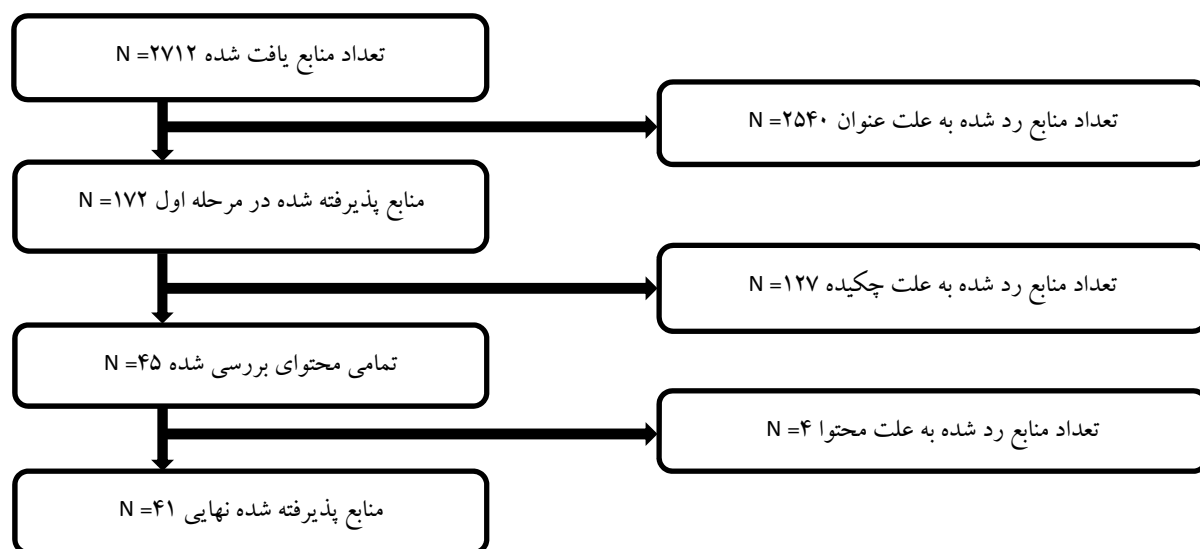 تعداد منابع یافت شده N =۲۷۱۲
تعداد منابع رد شده به علت عنوان N =۲۵۴۰
منابع پذیرفته شده در مرحله اول N =۱۷۲
تعداد منابع رد شده به علت چکیده N =۱۲۷
تمامی محتوای بررسی شده N =۴۵
تعداد منابع رد شده به علت محتوا N =۴
منابع پذیرفته شده نهایی N =۴۱